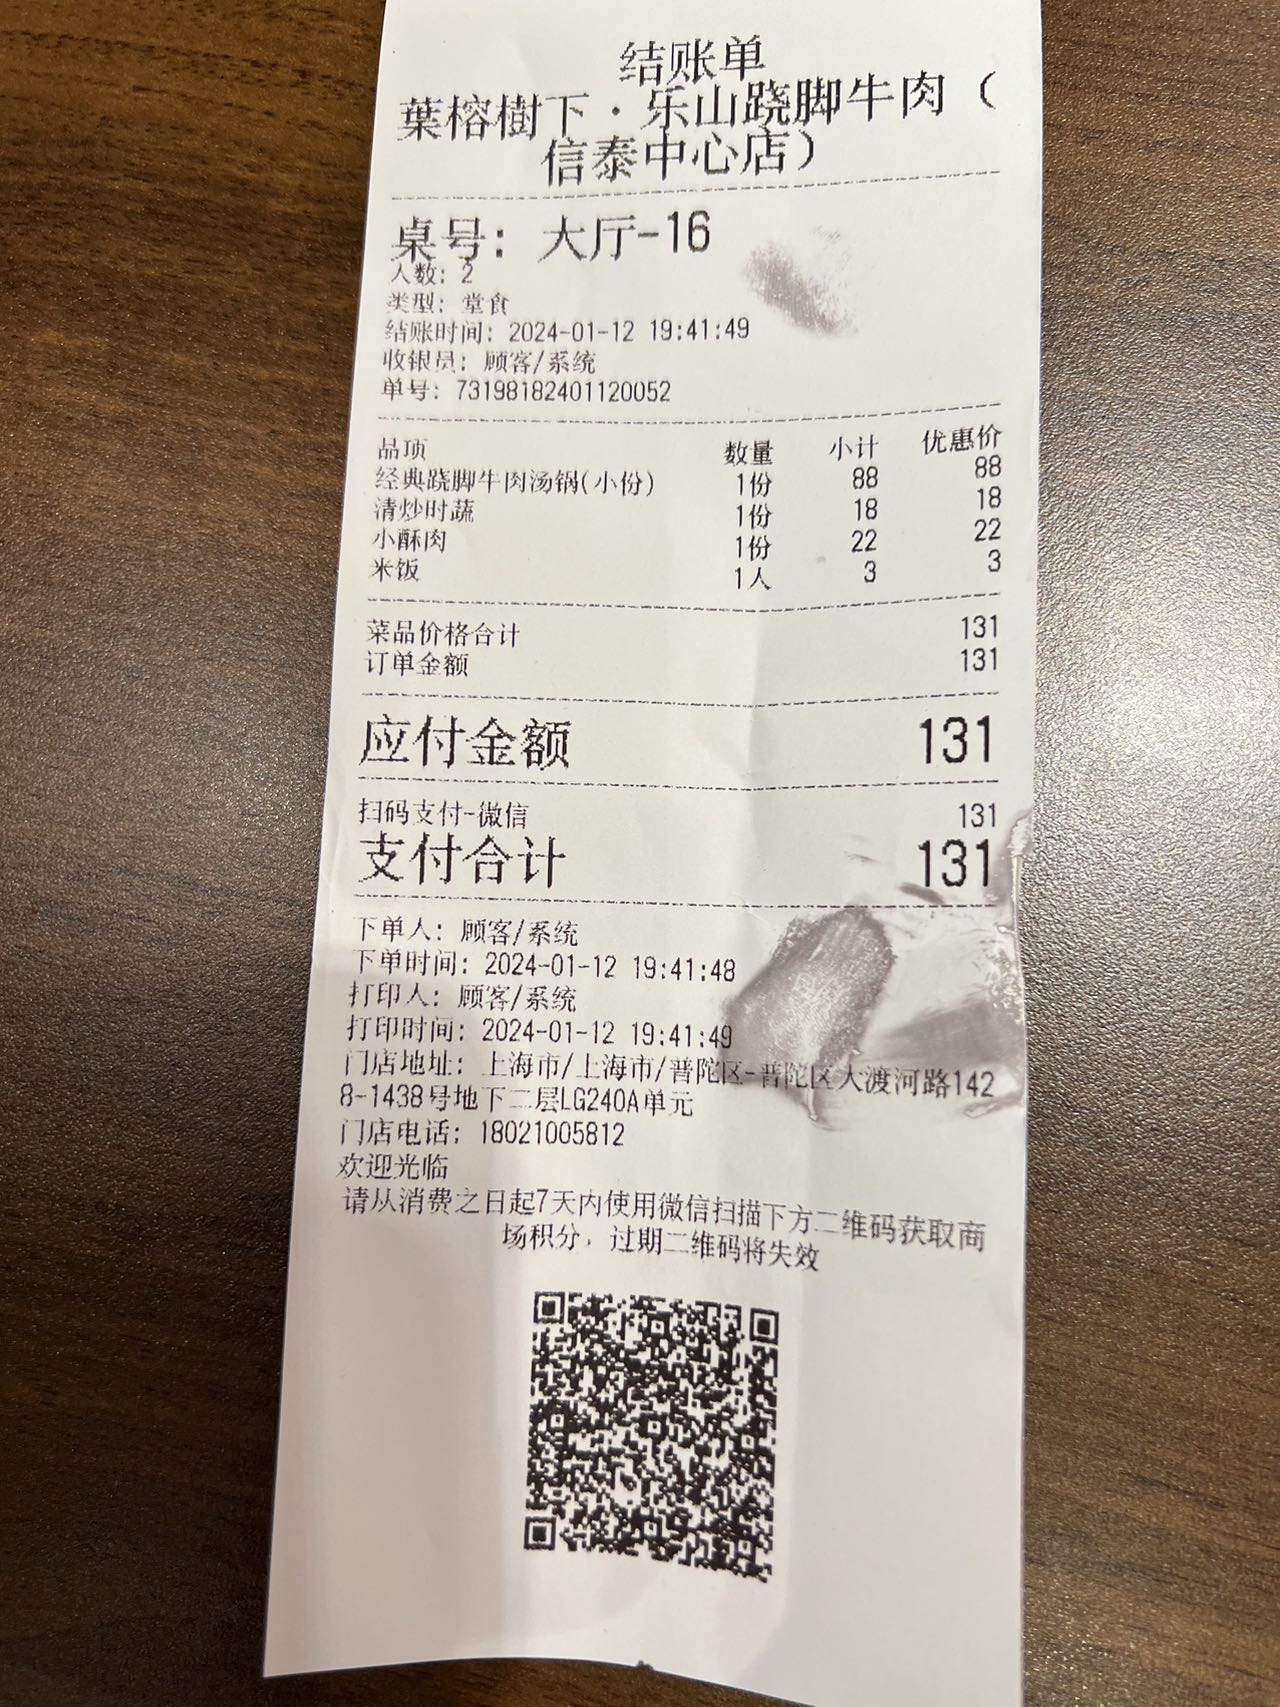 结账单
葉榕樹下·乐山跷脚牛肉（
信泰中心店）
桌号：大厅-16
人数：2
类型：堂食
结账时间：2024-01-12 19:41:49
收银员：顾客/系统
单号：73198182401120052
品项 数量 小计 优惠价
经典跷脚牛肉汤锅(小份) 1份 88 88
清炒时蔬 1份 18 18
小酥肉 1份 22 22
米饭 1人 3 3
菜品价格合计 131
订单金额 131
应付金额 131
扫码支付-微信 131
支付合计 131
下单人：顾客/系统
下单时间：2024-01-12 19:41:48
打印人：顾客/系统
打印时间：2024-01-12 19:41:49
门店地址：上海市/上海市/普陀区-普陀区大渡河路142
8-1438号地下二层LG240A单元
门店电话：18021005812
欢迎光临
请从消费之日起7天内使用微信扫描下方二维码获取商
场积分，过期二维码将失效